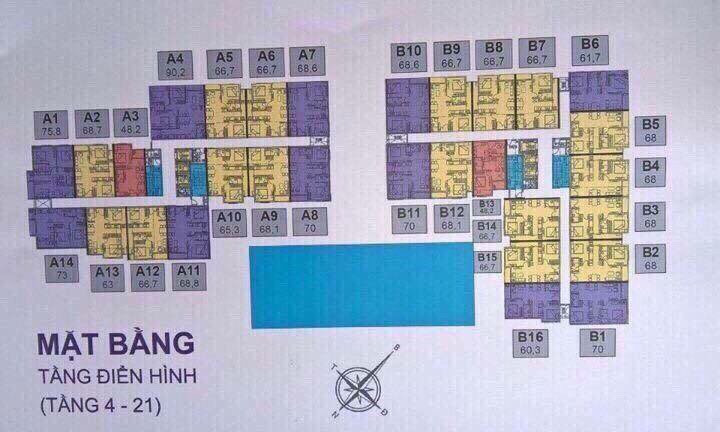 A4
90,2
A5
66,7
A6
66,7
A7
68,6
B10
68,6
B9
66,7
B8
66,7
B7
66,7
B6
61,7
A1
75,8
A2
68,7
A3
48,2
B5
68
B4
68
B3
68
B2
68
A10
65,3
A9
68,1
A8
70
B11
70
B12
68,1
B13
48,2
B14
66,7
B15
66,7
A14
73
A13
63
A12
66,7
A11
68,8
B16
60,3
B1
70
MẶT BẰNG
TẦNG ĐIỂN HÌNH
(TẦNG 4 - 21)
B
T
N
Đ